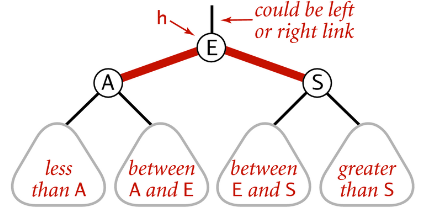 could be left
or right link
h
E
A
S
less
than A
between
A and E
between
E and S
greater
than S